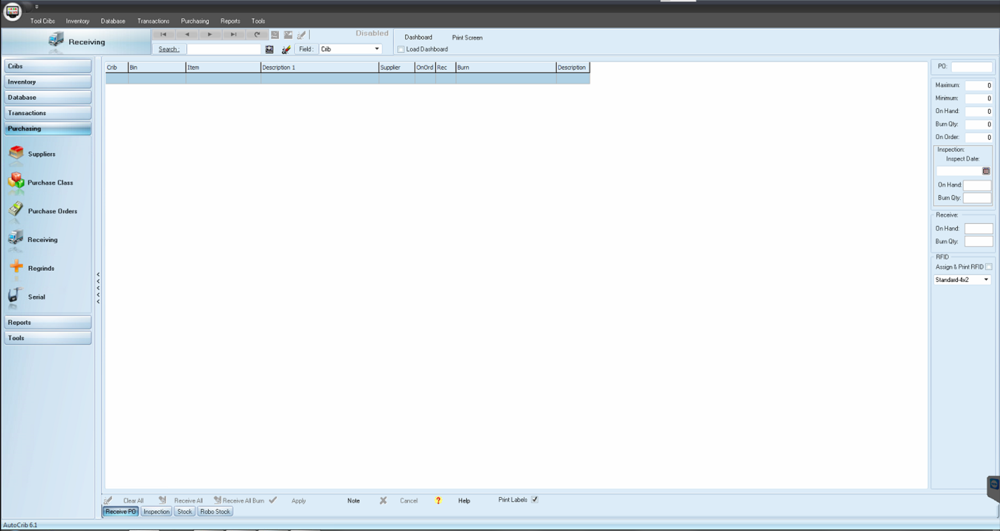 Tool Cribs Inventory Database Transactions Purchasing Reports Tools
Receiving
Disabled
Dashboard Print Screen
Search : Field : Crib Load Dashboard
Cribs
Inventory
Database
Transactions
Purchasing
Suppliers
Purchase Class
Purchase Orders
Receiving
Regrinds
Serial
Reports
Tools
Crib Bin Item Description 1 Supplier OnOrd Rec Burn Description
PO:
Maximum: 0
Minimum: 0
On Hand: 0
Burn Qty: 0
On Order: 0
Inspection:
Inspect Date:
On Hand:
Burn Qty:
Receive:
On Hand:
Burn Qty:
RFID
Assign & Print RFID
Standard-4x2
Clear All Receive All Receive All Burn Apply Note Cancel ? Help Print Labels
Receive PO Inspection Stock Robo Stock
AutoCrib 6.1